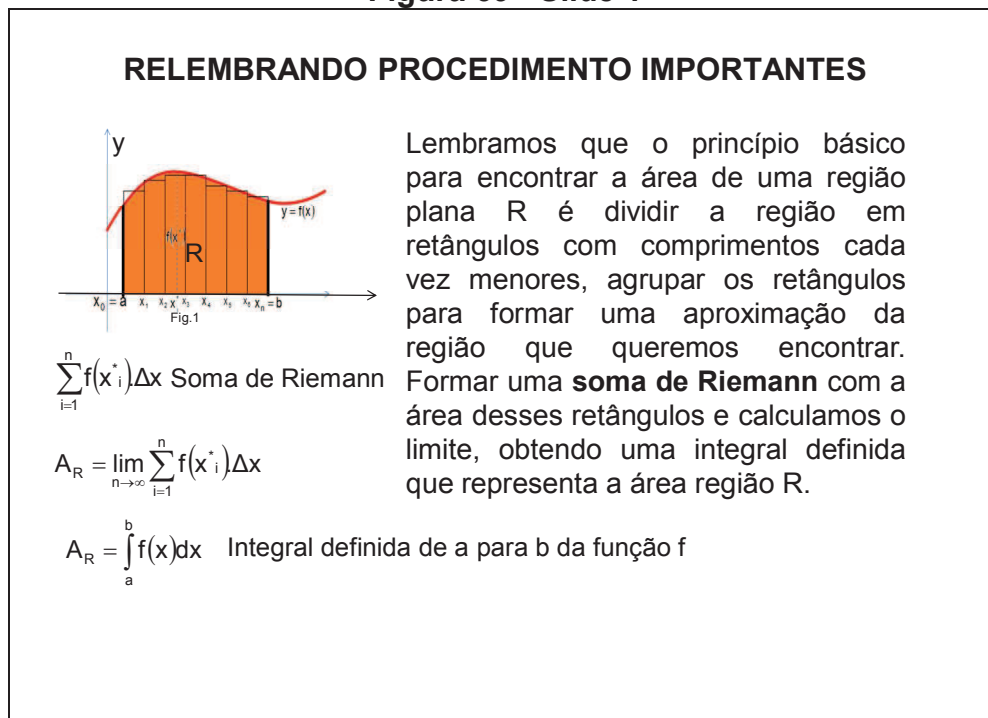 RELEMBRANDO PROCEDIMENTO IMPORTANTES
y
y = f(x)
f(x*)
R
x₀ = a x₁ x₂ x* x₃ x₄ x₅ x₆ xₙ = b
Fig.1
Lembramos que o princípio básico
para encontrar a área de uma região
plana R é dividir a região em
retângulos com comprimentos cada
vez menores, agrupar os retângulos
para formar uma aproximação da
região que queremos encontrar.
Formar uma soma de Riemann com a
área desses retângulos e calculamos o
limite, obtendo uma integral definida
que representa a área região R.
n
∑ f(x*ᵢ).Δx Soma de Riemann
i=1
n
A_R = lim ∑ f(x*ᵢ).Δx
n→∞ i=1
b
A_R = ∫ f(x)dx Integral definida de a para b da função f
a